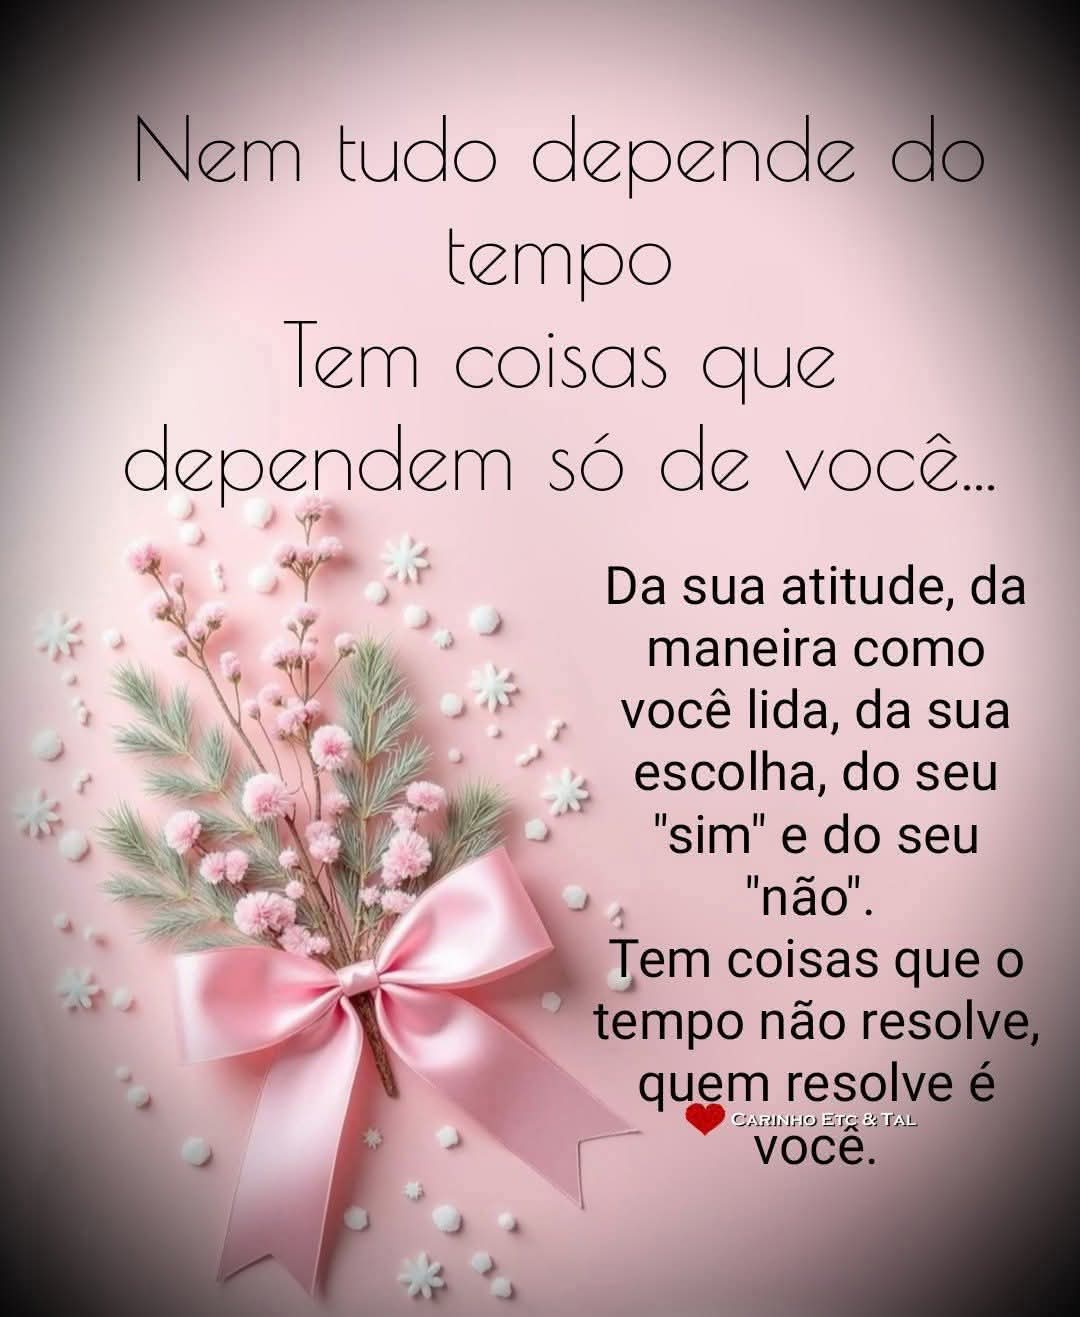 Nem tudo depende do
tempo
Tem coisas que
dependem só de você...
Da sua atitude, da
maneira como
você lida, da sua
escolha, do seu
"sim" e do seu
"não".
Tem coisas que o
tempo não resolve,
quem resolve é
Carinho Etc & Tal
você.